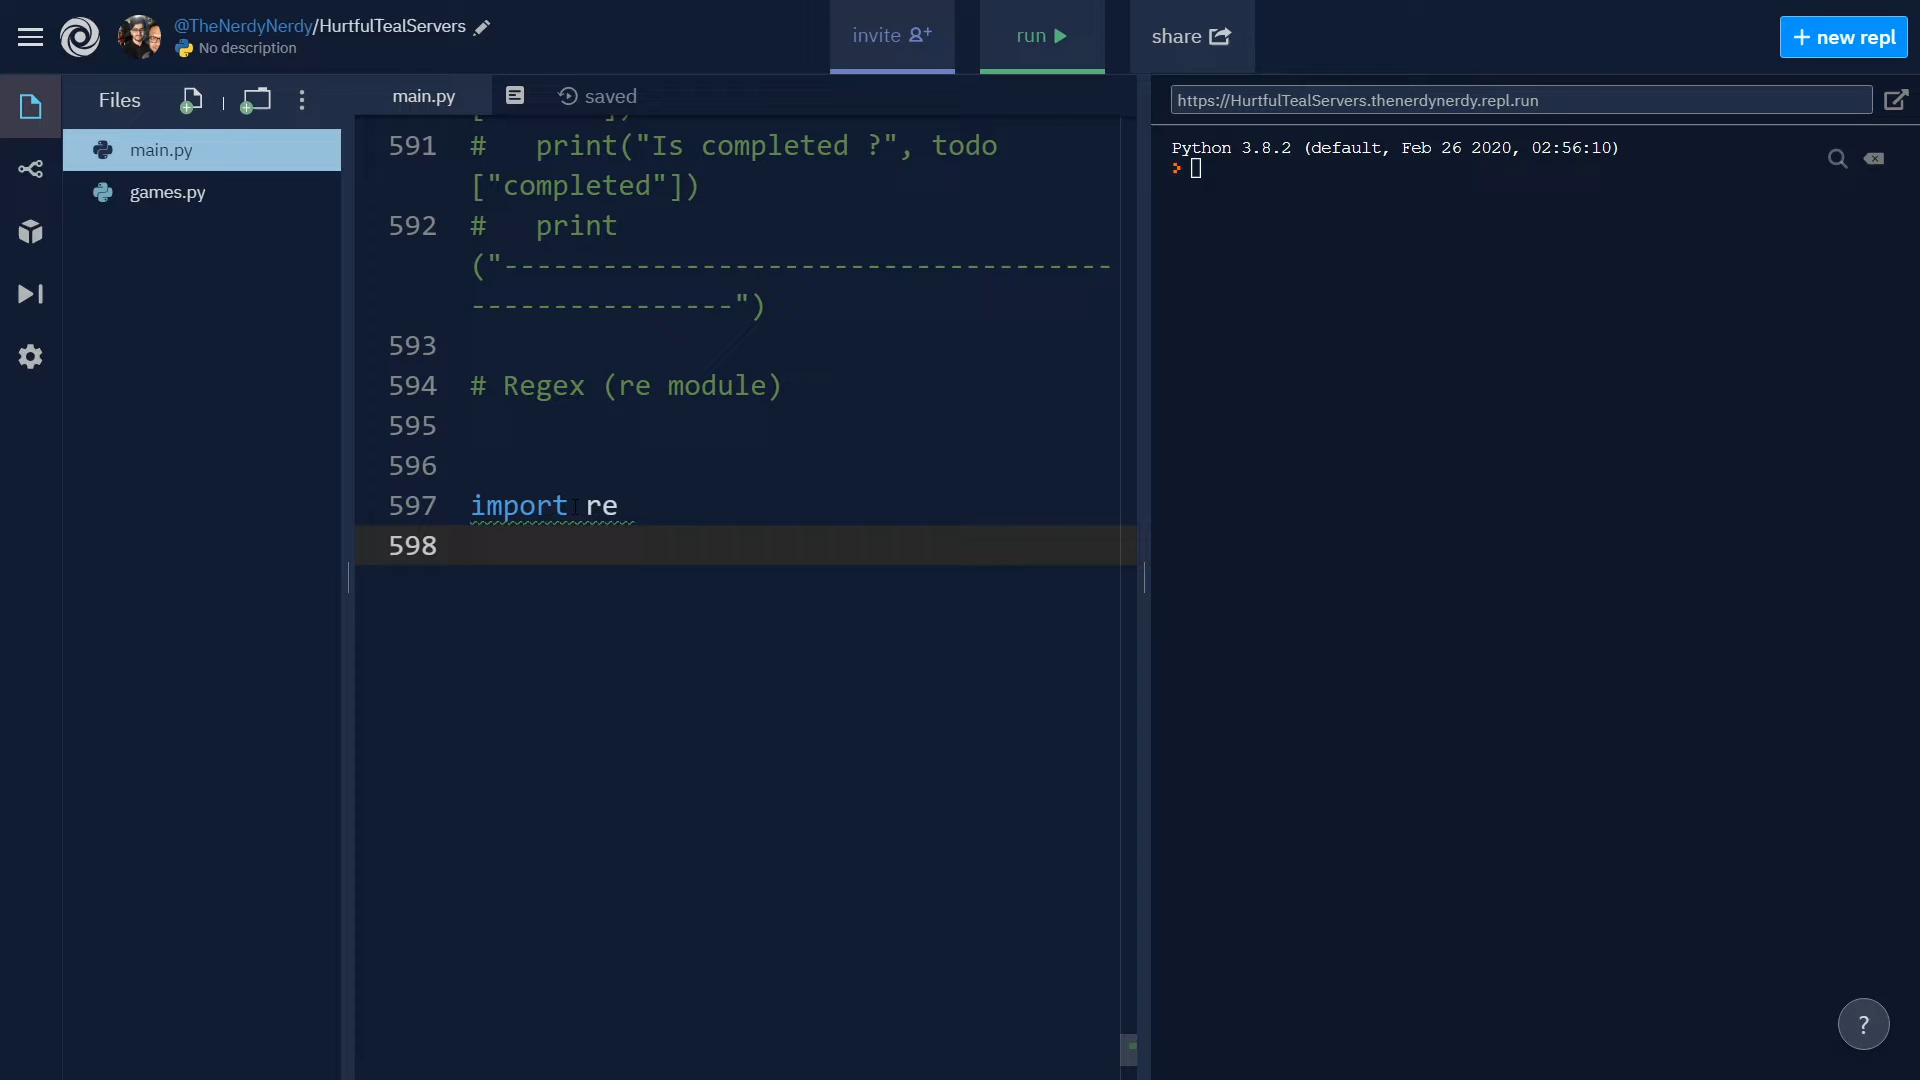 @TheNerdyNerdy/HurtfulTealServers
No description
invite
run
share
+ new repl
Files
main.py
saved
https://HurtfulTealServers.thenerdynerdy.repl.run
main.py
games.py
591 #   print("Is completed ?", todo
["completed"])
592 #   print
("-------------------------------------
----------------")
593
594 # Regex (re module)
595
596
597 import re
598
Python 3.8.2 (default, Feb 26 2020, 02:56:10)
>
?